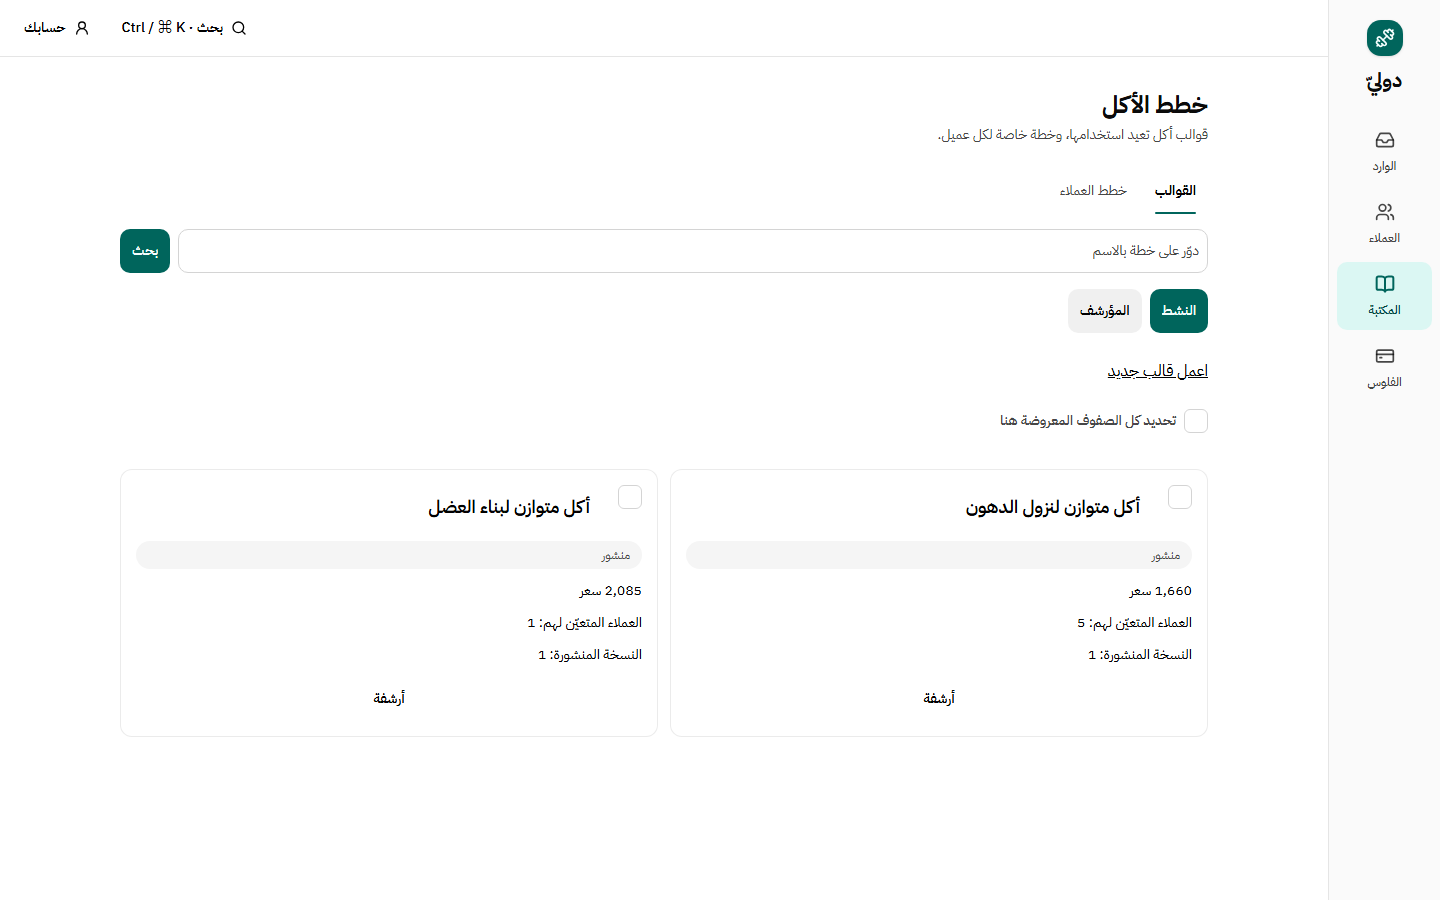 دوليّ
الوارد
العملاء
المكتبة
الفلوس
بحث · Ctrl / ⌘ K
حسابك
خطط الأكل
قوالب أكل تعيد استخدامها، وخطة خاصة لكل عميل.
القوالب
خطط العملاء
دوّر على خطة بالاسم
بحث
النشط
المؤرشف
اعمل قالب جديد
تحديد كل الصفوف المعروضة هنا
أكل متوازن لنزول الدهون
منشور
1,660 سعر
العملاء المتعيّن لهم: 5
النسخة المنشورة: 1
أرشفة
أكل متوازن لبناء العضل
منشور
2,085 سعر
العملاء المتعيّن لهم: 1
النسخة المنشورة: 1
أرشفة